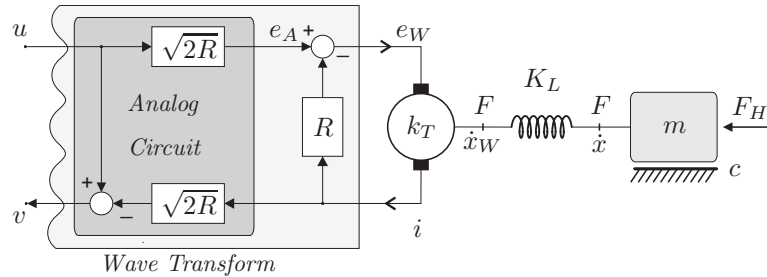 u
√2R
e_A
+
−
e_W
K_L
Analog
Circuit
R
k_T
F
ẋ_W
F
ẋ
m
F_H
c
+
−
√2R
v
i
Wave Transform